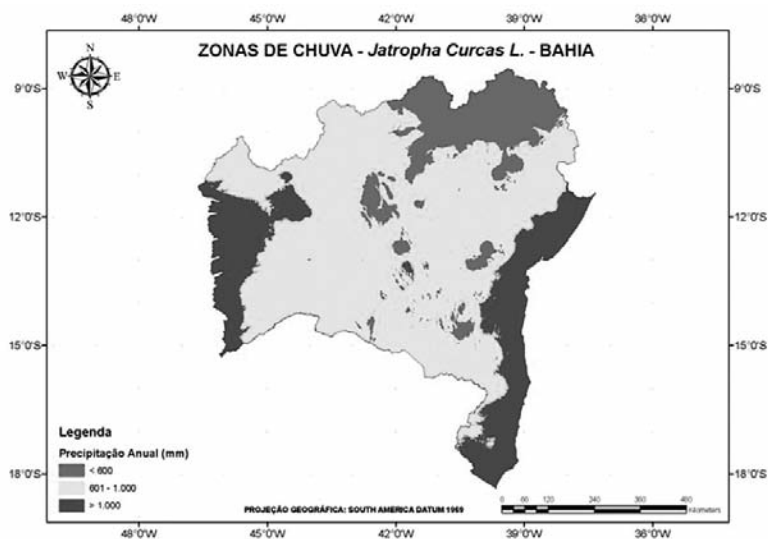 48°0'W 45°0'W 42°0'W 39°0'W 36°0'W
ZONAS DE CHUVA - Jatropha Curcas L. - BAHIA
N
W E
S
9°0'S 9°0'S
12°0'S 12°0'S
15°0'S 15°0'S
18°0'S 18°0'S
Legenda
Precipitação Anual (mm)
< 600
601 - 1.000
> 1.000
PROJEÇÃO GEOGRÁFICA: SOUTH AMERICA DATUM 1969
0 60 120 240 360 480
Kilometers
48°0'W 45°0'W 42°0'W 39°0'W 36°0'W